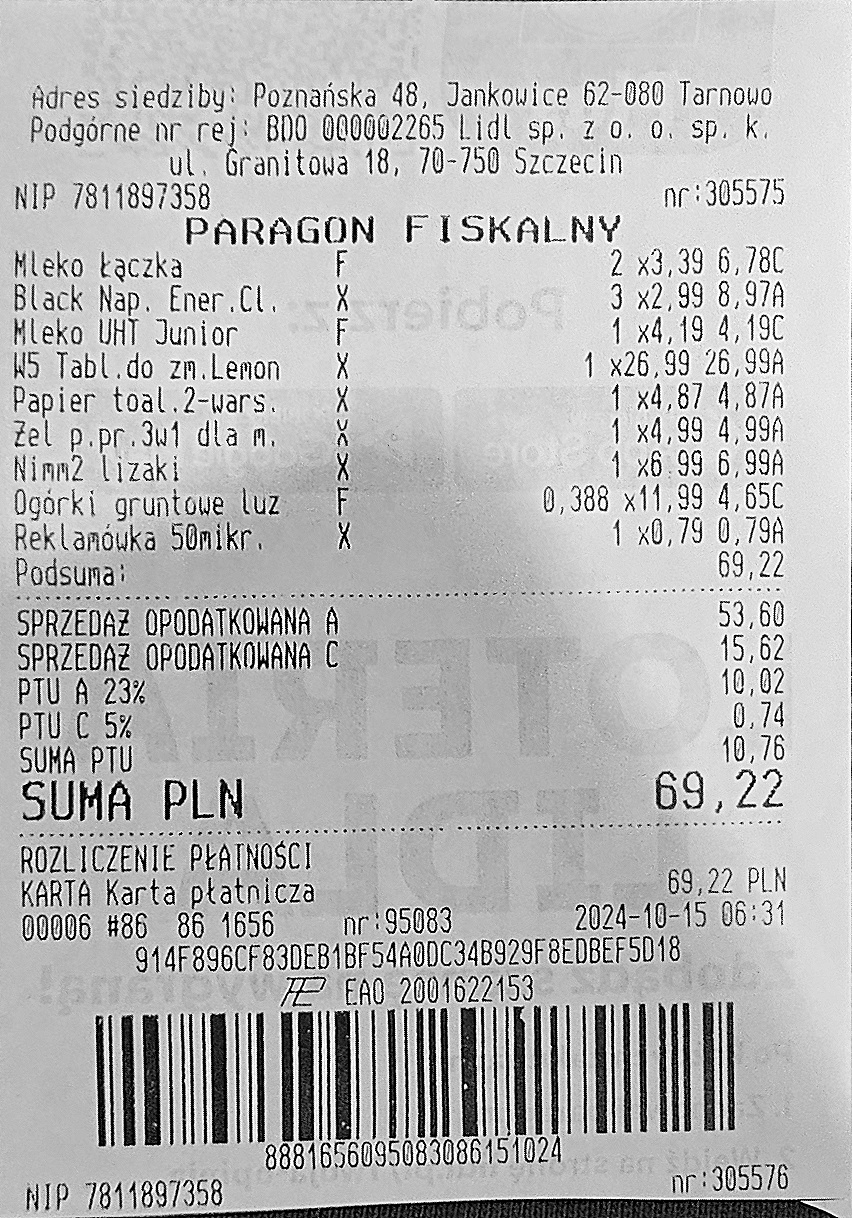 Adres siedziby: Poznańska 48, Jankowice 62-080 Tarnowo
Podgórne nr rej: BDO 000002265 Lidl sp. z o. o. sp. k.
ul. Granitowa 18, 70-750 Szczecin
NIP 7811897358 nr:305575
PARAGON FISKALNY
Mleko Łączka F 2 x3,39 6,78C
Black Nap. Ener.Cl. X 3 x2,99 8,97A
Mleko UHT Junior F 1 x4,19 4,19C
W5 Tabl.do zm.Lemon X 1 x26,99 26,99A
Papier toal.2-wars. X 1 x4,87 4,87A
Żel p.pr.3w1 dla m. X 1 x4,99 4,99A
Nimm2 lizaki X 1 x6,99 6,99A
Ogórki gruntowe luz F 0,388 x11,99 4,65C
Reklamówka 50mikr. X 1 x0,79 0,79A
Podsuma: 69,22
SPRZEDAŻ OPODATKOWANA A 53,60
SPRZEDAŻ OPODATKOWANA C 15,62
PTU A 23% 10,02
PTU C 5% 0,74
SUMA PTU 10,76
SUMA PLN 69,22
ROZLICZENIE PŁATNOŚCI
KARTA Karta płatnicza 69,22 PLN
00006 #86 86 1656 nr:95083 2024-10-15 06:31
914F896CF83DEB1BF54A0DC34B929F8EDBEF5D18
EAO 2001622153
88816560950830861​51024
NIP 7811897358 nr:305576